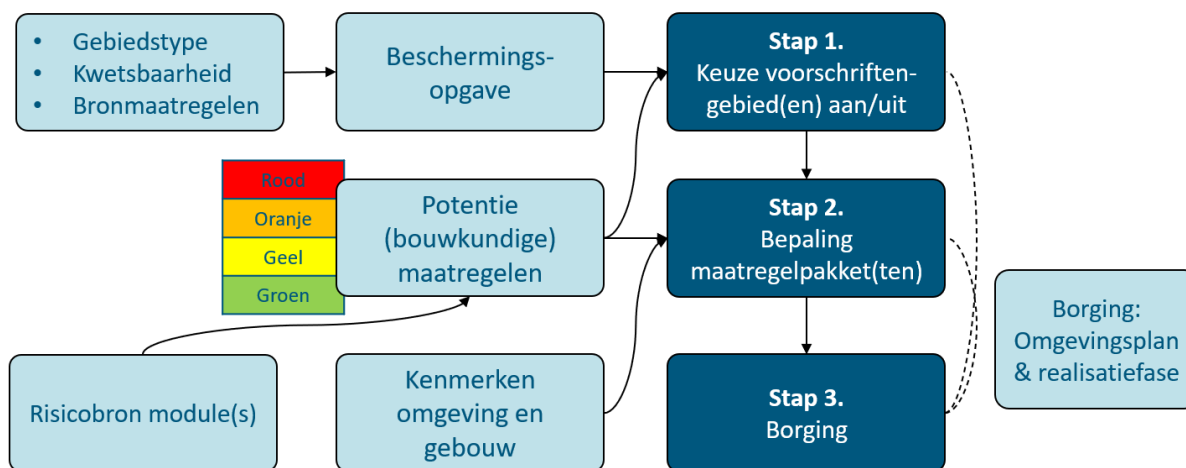 • Gebiedstype
• Kwetsbaarheid
• Bronmaatregelen
Beschermings-
opgave
Stap 1.
Keuze voorschriften-
gebied(en) aan/uit
Rood
Oranje
Geel
Groen
Potentie
(bouwkundige)
maatregelen
Stap 2.
Bepaling
maatregelpakket(ten)
Borging:
Omgevingsplan
& realisatiefase
Risicobron module(s)
Kenmerken
omgeving en
gebouw
Stap 3.
Borging